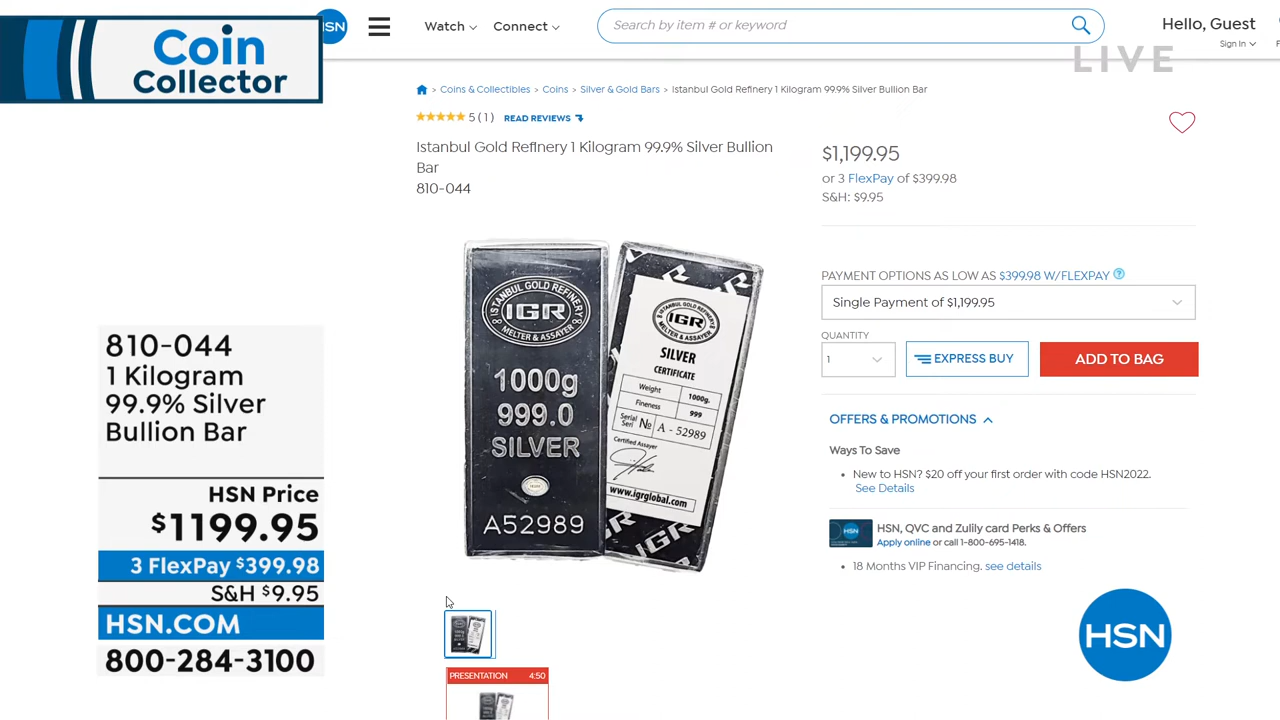 Coin
Collector
HSN
Watch
Connect
Search by item # or keyword
Hello, Guest
Sign In
LIVE
> Coins & Collectibles > Coins > Silver & Gold Bars > Istanbul Gold Refinery 1 Kilogram 99.9% Silver Bullion Bar
5 (1) READ REVIEWS
Istanbul Gold Refinery 1 Kilogram 99.9% Silver Bullion
Bar
810-044
$1,199.95
or 3 FlexPay of $399.98
S&H: $9.95
PAYMENT OPTIONS AS LOW AS $399.98 W/FLEXPAY ?
Single Payment of $1,199.95
QUANTITY
1
EXPRESS BUY
ADD TO BAG
OFFERS & PROMOTIONS
Ways To Save
• New to HSN? $20 off your first order with code HSN2022.
See Details
HSN
HSN, QVC and Zulily card Perks & Offers
Apply online or call 1-800-695-1418.
• 18 Months VIP Financing. see details
ISTANBUL GOLD REFINERY
IGR
MELTER & ASSAYER
1000g
999.0
SILVER
A52989
ISTANBUL GOLD REFINERY
IGR
MELTER & ASSAYER
SILVER
CERTIFICATE
Weight 1000g.
Fineness 999
Serial
Seri № A - 52989
Certified Assayer
www.igrglobal.com
IGR
810-044
1 Kilogram
99.9% Silver
Bullion Bar
HSN Price
$1199.95
3 FlexPay $399.98
S&H $9.95
HSN.COM
800-284-3100
PRESENTATION 4:50
HSN